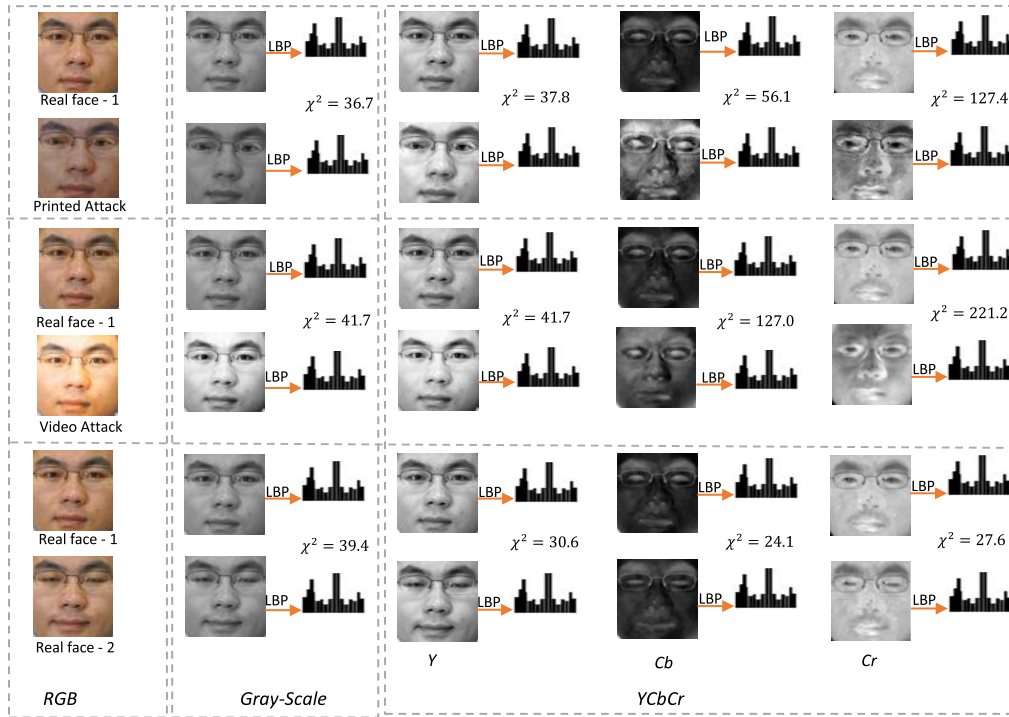 LBP LBP LBP LBP
Real face - 1
χ² = 36.7 χ² = 37.8 χ² = 56.1 χ² = 127.4
LBP LBP LBP LBP
Printed Attack
LBP LBP LBP LBP
Real face - 1
χ² = 41.7 χ² = 41.7 χ² = 127.0 χ² = 221.2
LBP LBP LBP LBP
Video Attack
LBP LBP LBP LBP
Real face - 1
χ² = 39.4 χ² = 30.6 χ² = 24.1 χ² = 27.6
LBP LBP LBP LBP
Real face - 2
Y Cb Cr
RGB Gray-Scale YCbCr